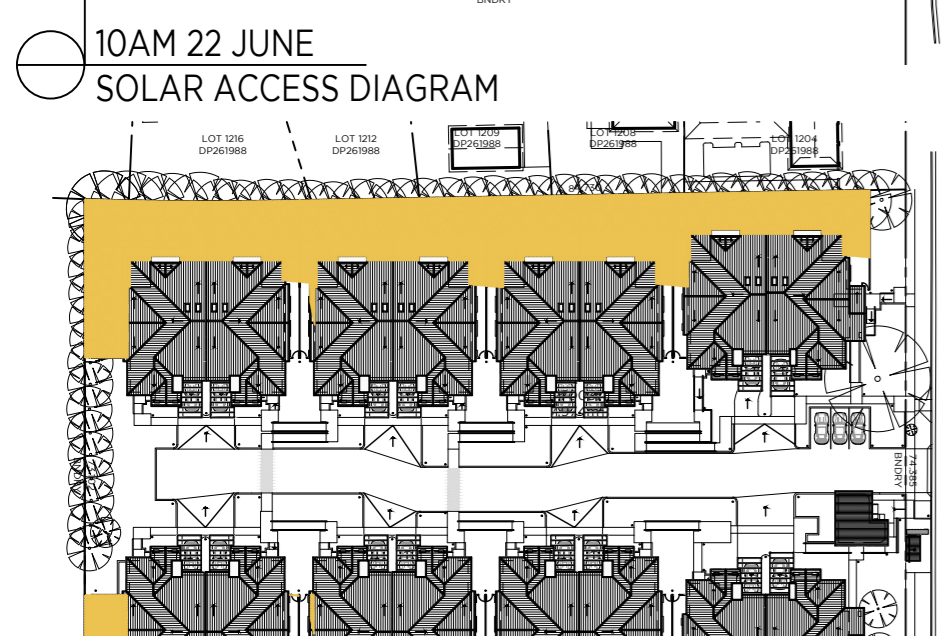 BNDRY
10AM 22 JUNE
SOLAR ACCESS DIAGRAM
LOT 1216
DP261988
LOT 1212
DP261988
LOT 1209
DP261988
LOT 1208
DP261988
LOT 1204
DP261988
74.385
BNDRY